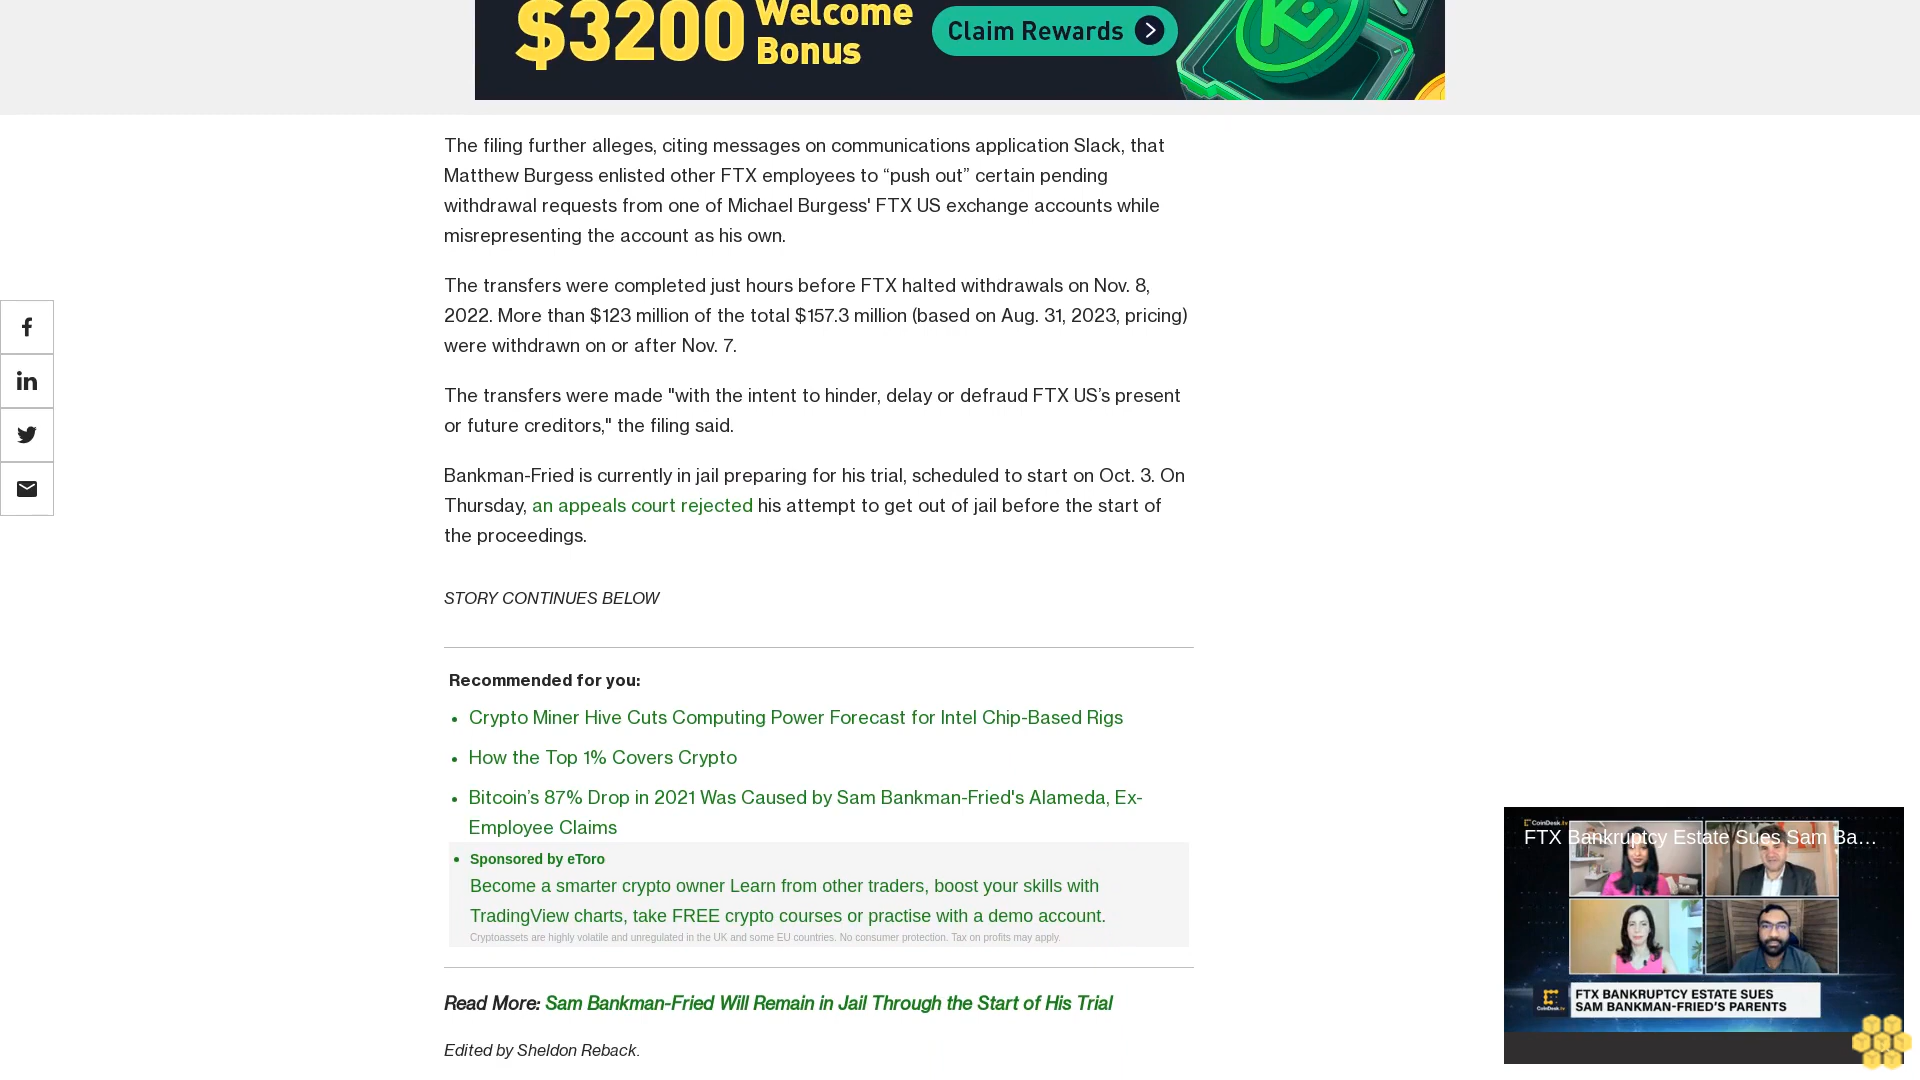 $3200 Welcome
Bonus
Claim Rewards
The filing further alleges, citing messages on communications application Slack, that
Matthew Burgess enlisted other FTX employees to “push out” certain pending
withdrawal requests from one of Michael Burgess' FTX US exchange accounts while
misrepresenting the account as his own.
The transfers were completed just hours before FTX halted withdrawals on Nov. 8,
2022. More than $123 million of the total $157.3 million (based on Aug. 31, 2023, pricing)
were withdrawn on or after Nov. 7.
The transfers were made "with the intent to hinder, delay or defraud FTX US’s present
or future creditors," the filing said.
Bankman-Fried is currently in jail preparing for his trial, scheduled to start on Oct. 3. On
Thursday, an appeals court rejected his attempt to get out of jail before the start of
the proceedings.
STORY CONTINUES BELOW
Recommended for you:
• Crypto Miner Hive Cuts Computing Power Forecast for Intel Chip-Based Rigs
• How the Top 1% Covers Crypto
• Bitcoin’s 87% Drop in 2021 Was Caused by Sam Bankman-Fried's Alameda, Ex-
Employee Claims
• Sponsored by eToro
Become a smarter crypto owner Learn from other traders, boost your skills with
TradingView charts, take FREE crypto courses or practise with a demo account.
Cryptoassets are highly volatile and unregulated in the UK and some EU countries. No consumer protection. Tax on profits may apply.
Read More: Sam Bankman-Fried Will Remain in Jail Through the Start of His Trial
Edited by Sheldon Reback.
CoinDesk.tv
FTX Bankruptcy Estate Sues Sam Ba…
FTX BANKRUPTCY ESTATE SUES
SAM BANKMAN-FRIED’S PARENTS
CoinDesk.tv